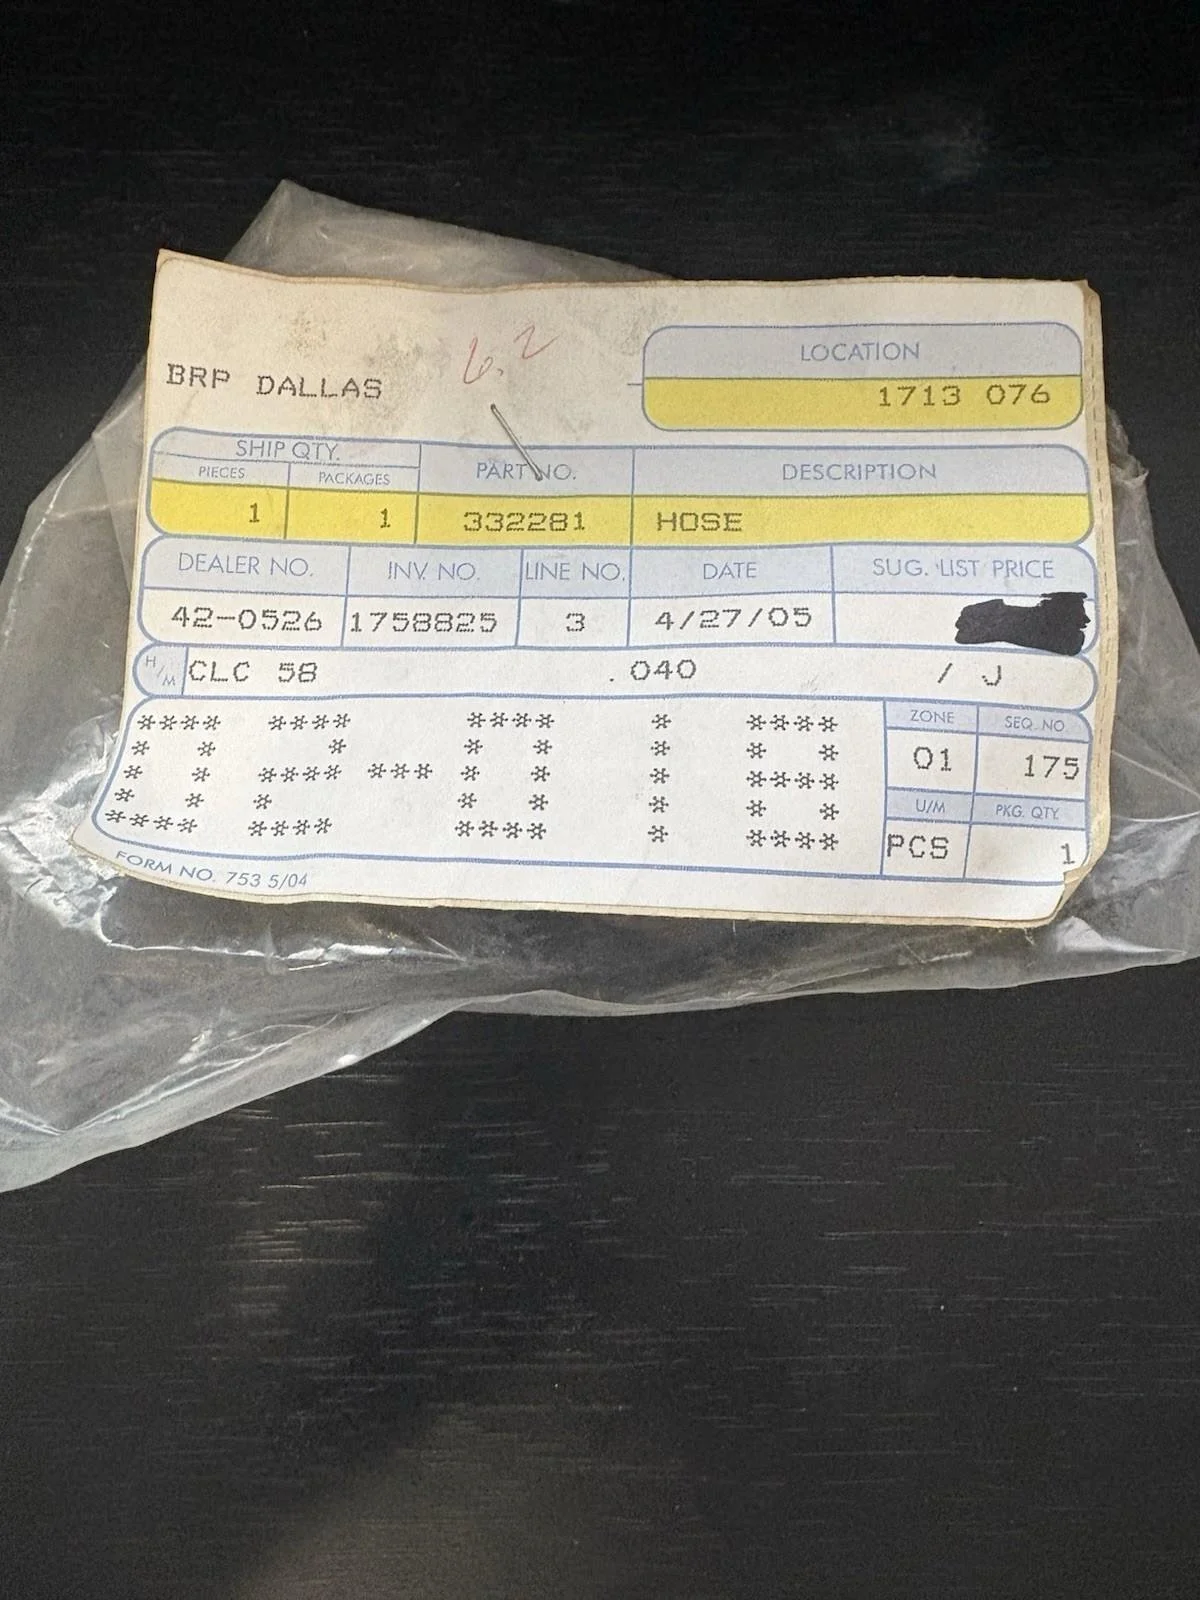 6.2
LOCATION
BRP DALLAS
1713 076
SHIP QTY.
PIECES PACKAGES PART NO. DESCRIPTION
1 1 332281 HOSE
DEALER NO. INV. NO. LINE NO. DATE SUG. LIST PRICE
42-0526 1758825 3 4/27/05
H/M CLC 58 .040 / J
02-018
ZONE SEQ. NO.
01 175
U/M PKG. QTY.
PCS 1
FORM NO. 753 5/04